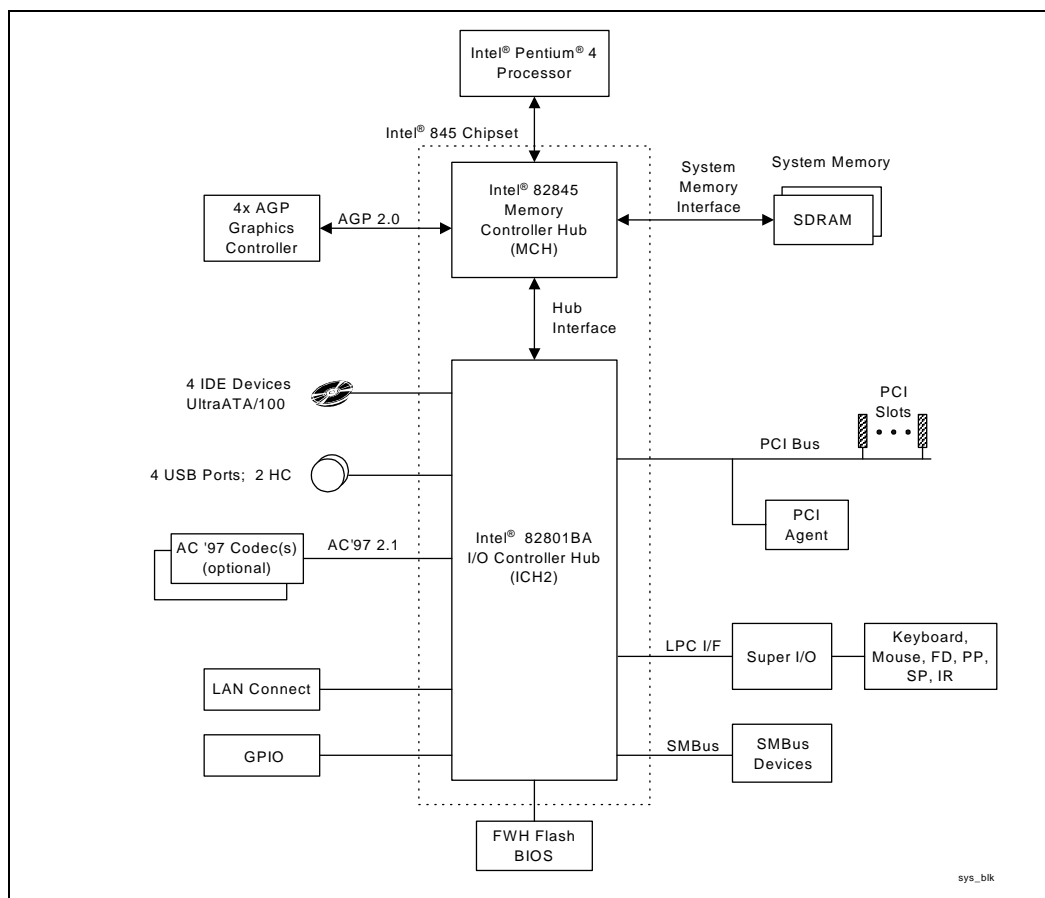 Intel® Pentium® 4
Processor
Intel® 845 Chipset
Intel® 82845
Memory
Controller Hub
(MCH)
4x AGP
Graphics
Controller
AGP 2.0
System
Memory
Interface
System Memory
SDRAM
Hub
Interface
4 IDE Devices
UltraATA/100
4 USB Ports; 2 HC
AC '97 Codec(s)
(optional)
AC'97 2.1
Intel® 82801BA
I/O Controller Hub
(ICH2)
PCI
Slots
PCI Bus
PCI
Agent
LPC I/F
Super I/O
Keyboard,
Mouse, FD, PP,
SP, IR
LAN Connect
GPIO
SMBus
SMBus
Devices
FWH Flash
BIOS
sys_blk